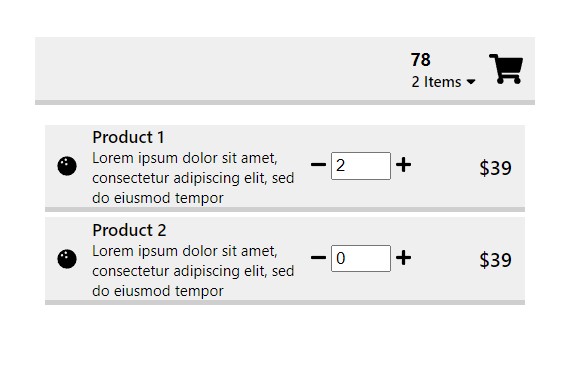 78
2 Items
Product 1
Lorem ipsum dolor sit amet,
consectetur adipiscing elit, sed
do eiusmod tempor
2
$39
Product 2
Lorem ipsum dolor sit amet,
consectetur adipiscing elit, sed
do eiusmod tempor
0
$39